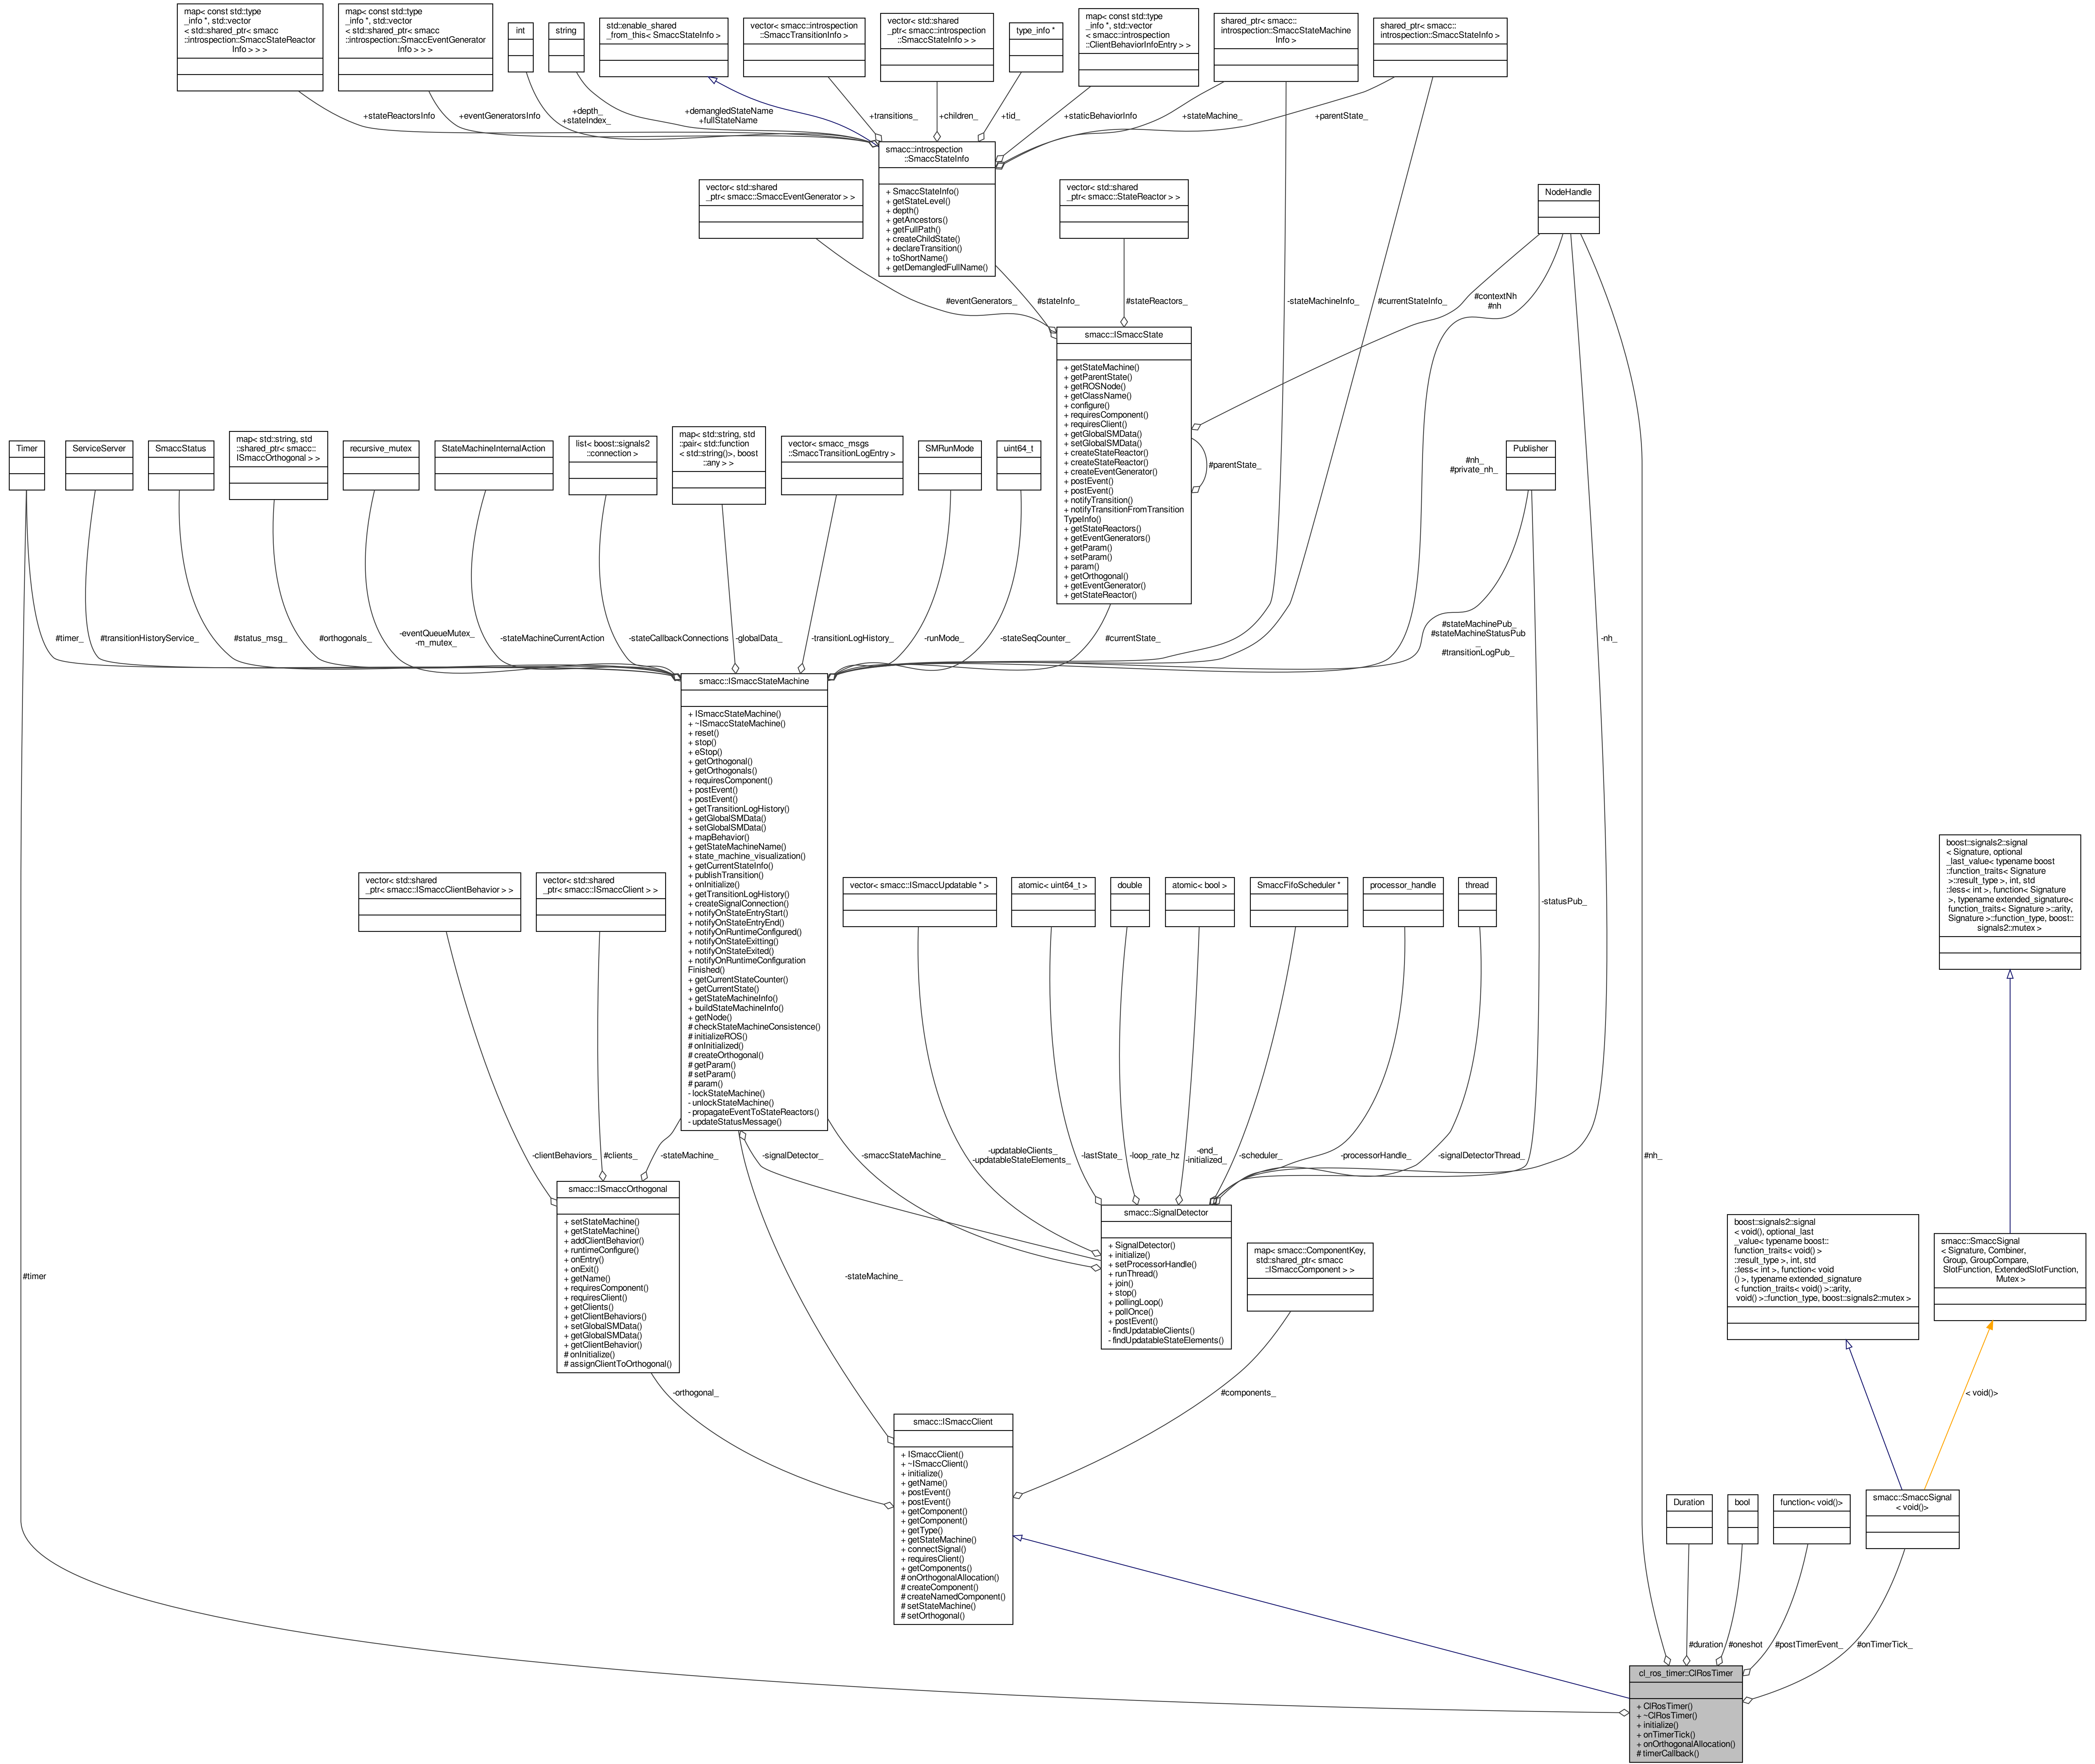 map< const std::type
_info *, std::vector
< std::shared_ptr< smacc
::introspection::SmaccStateReactor
Info > > >
map< const std::type
_info *, std::vector
< std::shared_ptr< smacc
::introspection::SmaccEventGenerator
Info > > >
int
string
std::enable_shared
_from_this< SmaccStateInfo >
vector< smacc::introspection
::SmaccTransitionInfo >
vector< std::shared
_ptr< smacc::introspection
::SmaccStateInfo > >
type_info *
map< const std::type
_info *, std::vector
< smacc::introspection
::ClientBehaviorInfoEntry > >
shared_ptr< smacc::
introspection::SmaccStateMachine
Info >
shared_ptr< smacc::
introspection::SmaccStateInfo >
+stateReactorsInfo
+eventGeneratorsInfo
+depth_
+stateIndex_
+demangledStateName
+fullStateName
+transitions_
+children_
+tid_
+staticBehaviorInfo
+stateMachine_
+parentState_
smacc::introspection
::SmaccStateInfo
+ SmaccStateInfo()
+ getStateLevel()
+ depth()
+ getAncestors()
+ getFullPath()
+ createChildState()
+ declareTransition()
+ toShortName()
+ getDemangledFullName()
vector< std::shared
_ptr< smacc::SmaccEventGenerator > >
vector< std::shared
_ptr< smacc::StateReactor > >
NodeHandle
#eventGenerators_
#stateInfo_
#stateReactors_
-stateMachineInfo_
#currentStateInfo_
#contextNh
#nh
smacc::ISmaccState
+ getStateMachine()
+ getParentState()
+ getROSNode()
+ getClassName()
+ configure()
+ requiresComponent()
+ requiresClient()
+ getGlobalSMData()
+ setGlobalSMData()
+ createStateReactor()
+ createStateReactor()
+ createEventGenerator()
+ postEvent()
+ postEvent()
+ notifyTransition()
+ notifyTransitionFromTransition
TypeInfo()
+ getStateReactors()
+ getEventGenerators()
+ getParam()
+ setParam()
+ param()
+ getOrthogonal()
+ getEventGenerator()
+ getStateReactor()
#parentState_
Timer
ServiceServer
SmaccStatus
map< std::string, std
::shared_ptr< smacc::
ISmaccOrthogonal > >
recursive_mutex
StateMachineInternalAction
list< boost::signals2
::connection >
map< std::string, std
::pair< std::function
< std::string()>, boost
::any > >
vector< smacc_msgs
::SmaccTransitionLogEntry >
SMRunMode
uint64_t
Publisher
#nh_
#private_nh_
#timer_
#transitionHistoryService_
#status_msg_
#orthogonals_
-eventQueueMutex_
-m_mutex_
-stateMachineCurrentAction
-stateCallbackConnections
-globalData_
-transitionLogHistory_
-runMode_
-stateSeqCounter_
#currentState_
#stateMachinePub_
#stateMachineStatusPub
_
#transitionLogPub_
-nh_
smacc::ISmaccStateMachine
+ ISmaccStateMachine()
+ ~ISmaccStateMachine()
+ reset()
+ stop()
+ eStop()
+ getOrthogonal()
+ getOrthogonals()
+ requiresComponent()
+ postEvent()
+ postEvent()
+ getTransitionLogHistory()
+ getGlobalSMData()
+ setGlobalSMData()
+ mapBehavior()
+ getStateMachineName()
+ state_machine_visualization()
+ getCurrentStateInfo()
+ publishTransition()
+ onInitialize()
+ getTransitionLogHistory()
+ createSignalConnection()
+ notifyOnStateEntryStart()
+ notifyOnStateEntryEnd()
+ notifyOnRuntimeConfigured()
+ notifyOnStateExitting()
+ notifyOnStateExited()
+ notifyOnRuntimeConfiguration
Finished()
+ getCurrentStateCounter()
+ getCurrentState()
+ getStateMachineInfo()
+ buildStateMachineInfo()
+ getNode()
# checkStateMachineConsistence()
# initializeROS()
# onInitialized()
# createOrthogonal()
# getParam()
# setParam()
# param()
- lockStateMachine()
- unlockStateMachine()
- propagateEventToStateReactors()
- updateStatusMessage()
boost::signals2::signal
< Signature, optional
_last_value< typename boost
::function_traits< Signature
>::result_type >, int, std
::less< int >, function< Signature
>, typename extended_signature<
function_traits< Signature >::arity,
Signature >::function_type, boost::
signals2::mutex >
vector< std::shared
_ptr< smacc::ISmaccClientBehavior > >
vector< std::shared
_ptr< smacc::ISmaccClient > >
vector< smacc::ISmaccUpdatable * >
atomic< uint64_t >
double
atomic< bool >
SmaccFifoScheduler *
processor_handle
thread
-statusPub_
-clientBehaviors_
#clients_
-stateMachine_
-signalDetector_
-smaccStateMachine_
-updatableClients_
-updatableStateElements_
-lastState_
-loop_rate_hz
-end_
-initialized_
-scheduler_
-processorHandle_
-signalDetectorThread_
#nh_
smacc::ISmaccOrthogonal
+ setStateMachine()
+ getStateMachine()
+ addClientBehavior()
+ runtimeConfigure()
+ onEntry()
+ onExit()
+ getName()
+ requiresComponent()
+ requiresClient()
+ getClients()
+ getClientBehaviors()
+ setGlobalSMData()
+ getGlobalSMData()
+ getClientBehavior()
# onInitialize()
# assignClientToOrthogonal()
smacc::SignalDetector
+ SignalDetector()
+ initialize()
+ setProcessorHandle()
+ runThread()
+ join()
+ stop()
+ pollingLoop()
+ pollOnce()
+ postEvent()
- findUpdatableClients()
- findUpdatableStateElements()
map< smacc::ComponentKey,
std::shared_ptr< smacc
::ISmaccComponent > >
boost::signals2::signal
< void(), optional_last
_value< typename boost::
function_traits< void() >
::result_type >, int, std
::less< int >, function< void
() >, typename extended_signature
< function_traits< void() >::arity,
void() >::function_type, boost::signals2::mutex >
smacc::SmaccSignal
< Signature, Combiner,
Group, GroupCompare,
SlotFunction, ExtendedSlotFunction,
Mutex >
#timer
-stateMachine_
-orthogonal_
#components_
< void()>
smacc::ISmaccClient
+ ISmaccClient()
+ ~ISmaccClient()
+ initialize()
+ getName()
+ postEvent()
+ postEvent()
+ getComponent()
+ getComponent()
+ getType()
+ getStateMachine()
+ connectSignal()
+ requiresClient()
+ getComponents()
# onOrthogonalAllocation()
# createComponent()
# createNamedComponent()
# setStateMachine()
# setOrthogonal()
Duration
bool
function< void()>
smacc::SmaccSignal
< void()>
#duration
#oneshot
#postTimerEvent_
#onTimerTick_
cl_ros_timer::ClRosTimer
+ ClRosTimer()
+ ~ClRosTimer()
+ initialize()
+ onTimerTick()
+ onOrthogonalAllocation()
# timerCallback()